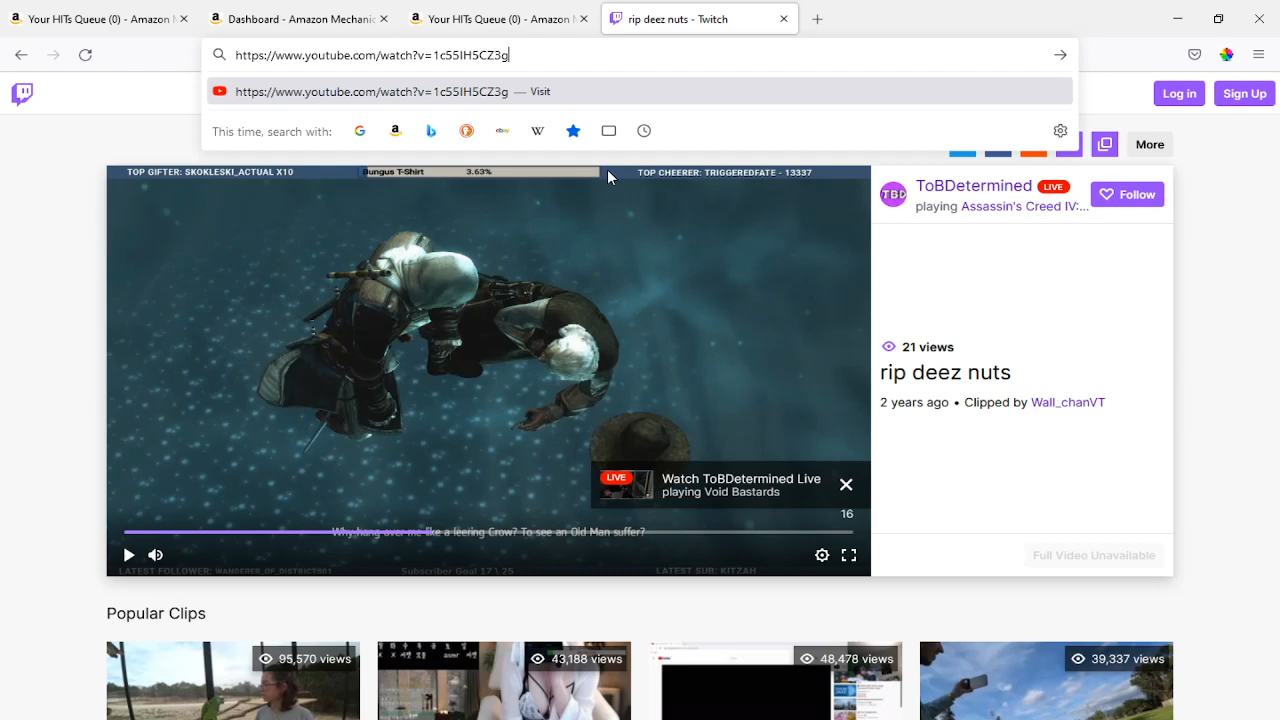 Your HITs Queue (0) - Amazon M
Dashboard - Amazon Mechanic
Your HITs Queue (0) - Amazon M
rip deez nuts - Twitch
https://www.youtube.com/watch?v=1c55IH5CZ3g
https://www.youtube.com/watch?v=1c55IH5CZ3g — Visit
This time, search with:
Log in
Sign Up
More
TOP GIFTER: SKOKLESKI_ACTUAL X10
Bungus T-Shirt 3.63%
TOP CHEERER: TRIGGEREDFATE - 13337
TBD
ToBDetermined LIVE
playing Assassin's Creed IV:...
Follow
21 views
rip deez nuts
2 years ago • Clipped by Wall_chanVT
LIVE
Watch ToBDetermined Live
playing Void Bastards
16
Why hang over me like a leering Crow? To see an Old Man suffer?
LATEST FOLLOWER: WANDERER_OF_DISTRICTS01
Subscriber Goal 17 \ 25
LATEST SUB: KITZAH
Full Video Unavailable
Popular Clips
95,570 views
43,188 views
48,478 views
39,337 views